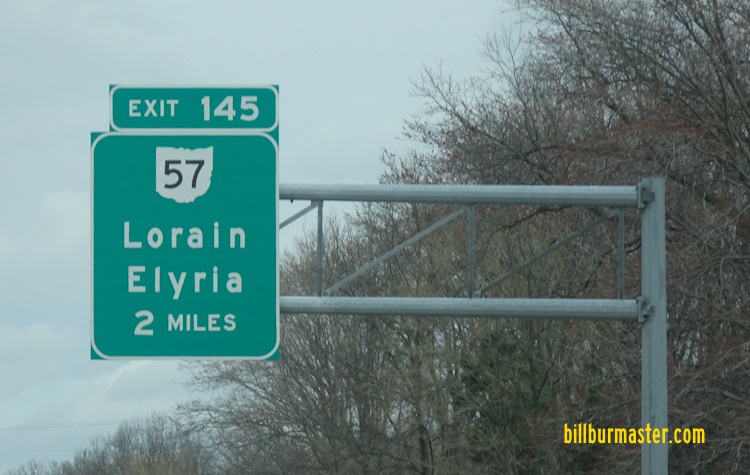 EXIT 145
57
Lorain
Elyria
2 MILES
billburmaster.com